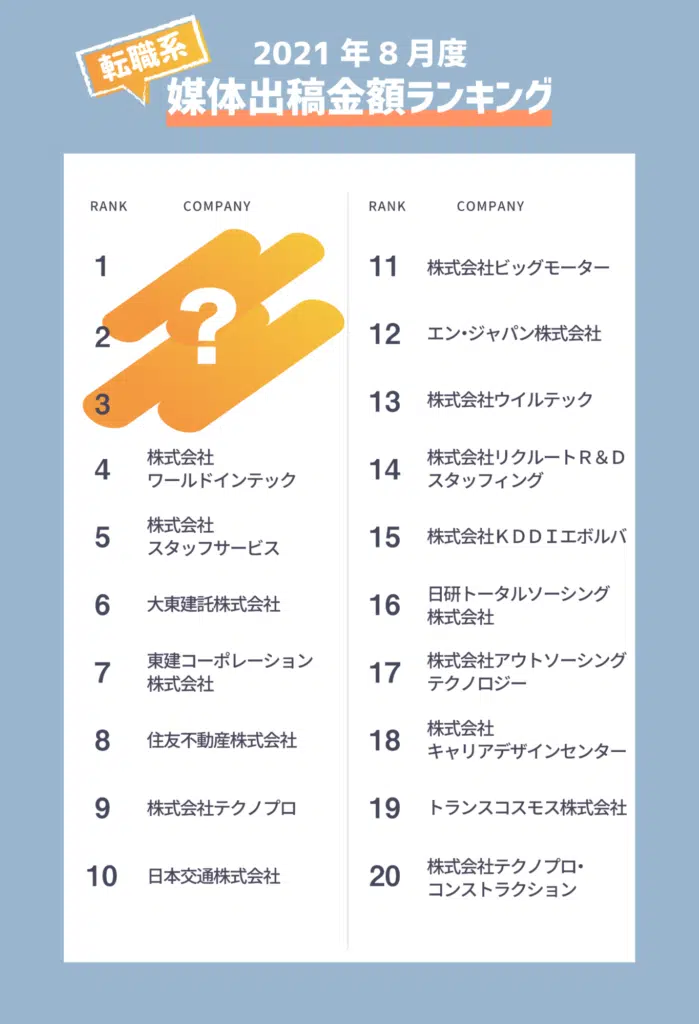 転職系
2021年8月度
媒体出稿金額ランキング
RANK COMPANY
1
?
2
3
4 株式会社
ワールドインテック
5 株式会社
スタッフサービス
6 大東建託株式会社
7 東建コーポレーション
株式会社
8 住友不動産株式会社
9 株式会社テクノプロ
10 日本交通株式会社
RANK COMPANY
11 株式会社ビッグモーター
12 エン・ジャパン株式会社
13 株式会社ウイルテック
14 株式会社リクルートR&D
スタッフィング
15 株式会社KDDIエボルバ
16 日研トータルソーシング
株式会社
17 株式会社アウトソーシング
テクノロジー
18 株式会社
キャリアデザインセンター
19 トランスコスモス株式会社
20 株式会社テクノプロ・
コンストラクション